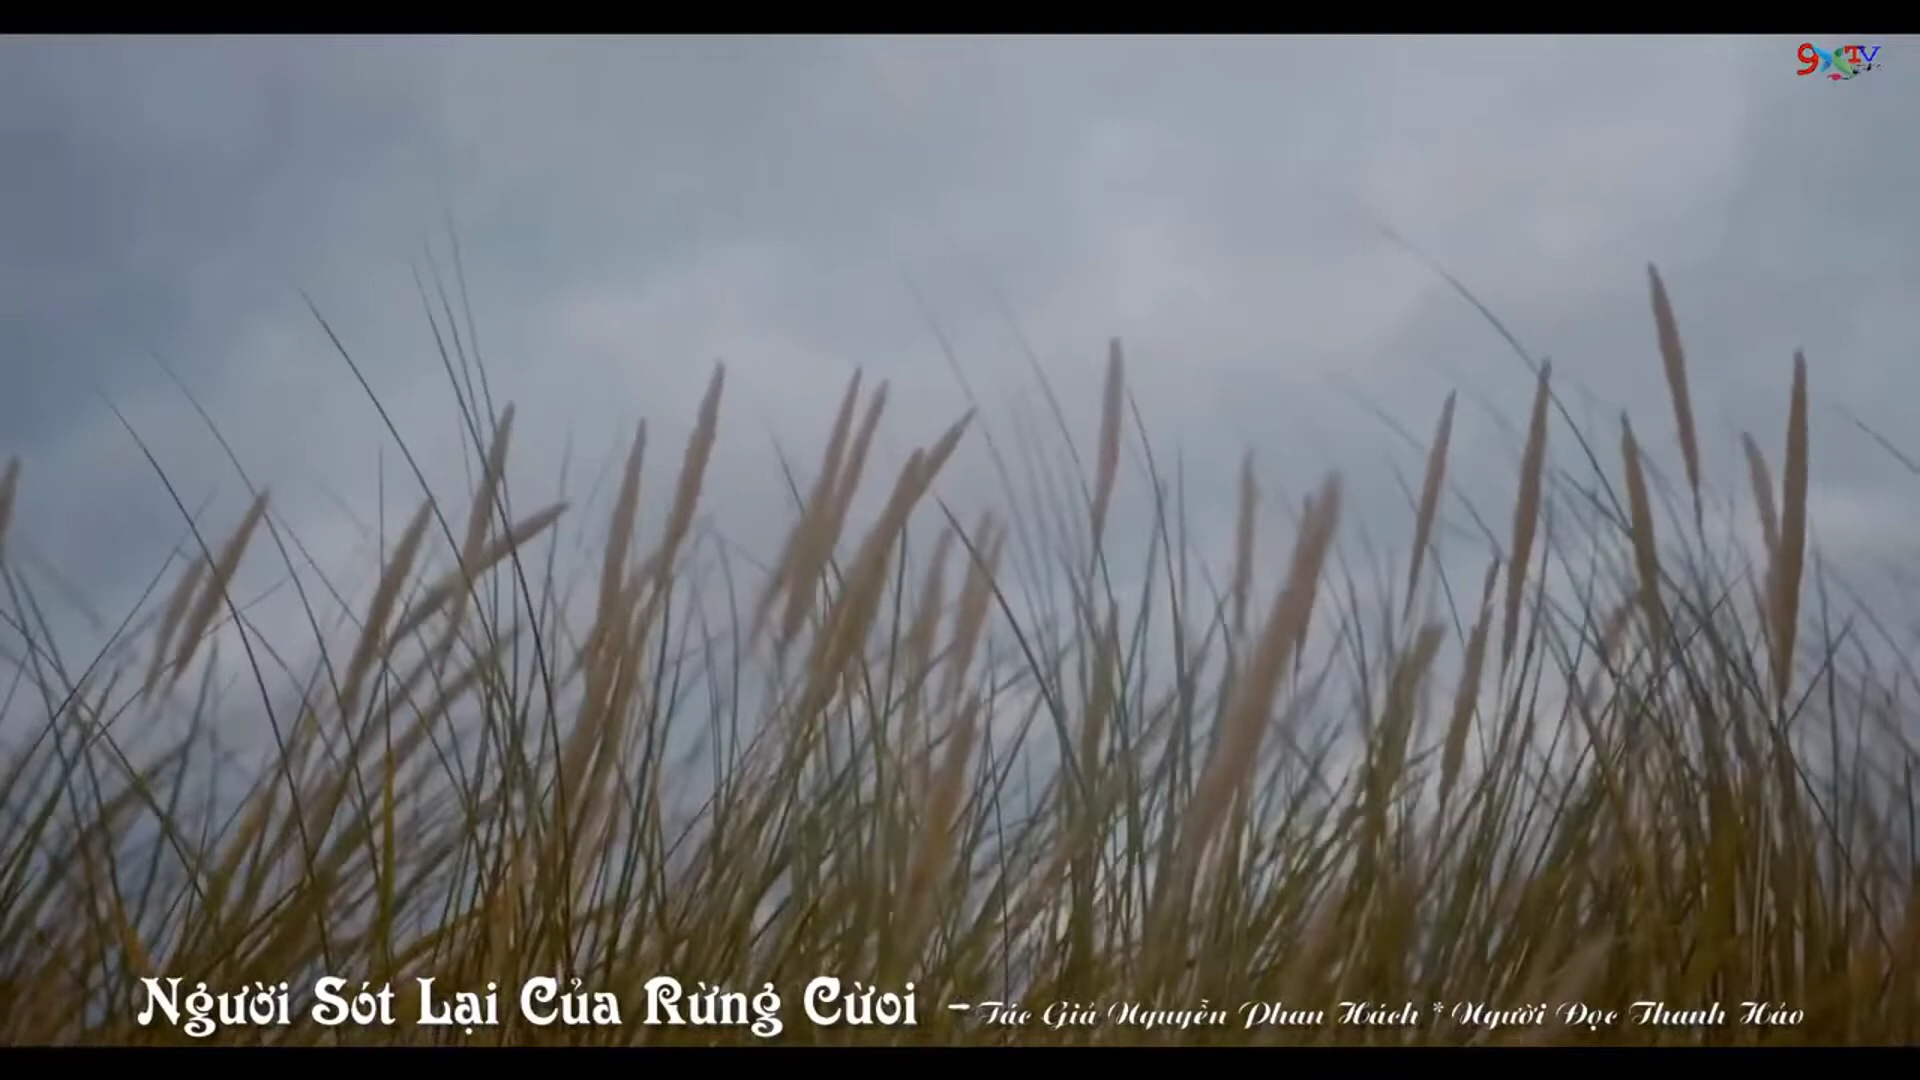 9XTV
Người Sót Lại Của Rừng Cười - Tác Giả Nguyễn Phan Hách * Người Đọc Thanh Hảo